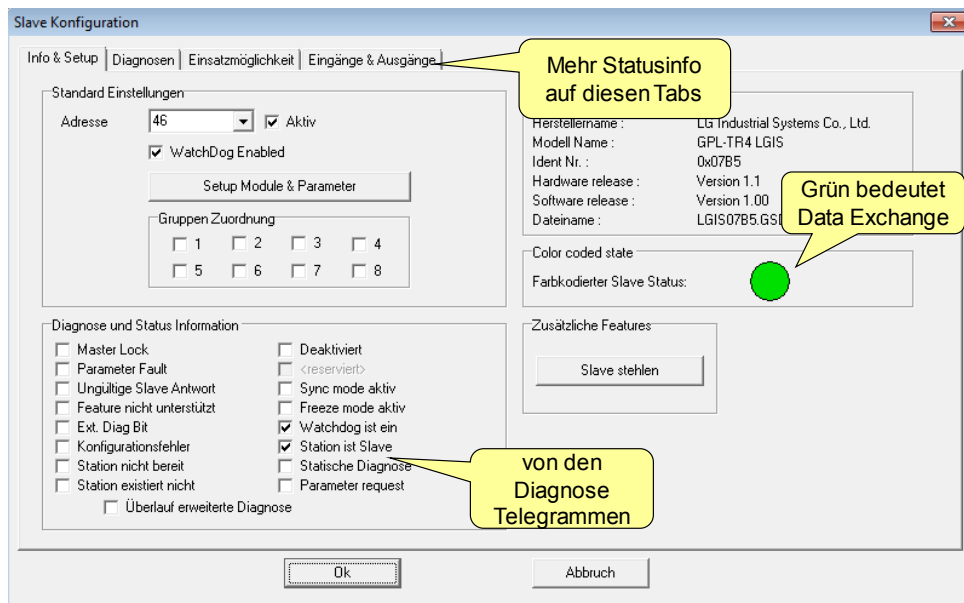 Slave Konfiguration
Info & Setup
Diagnosen
Einsatzmöglichkeit
Eingänge & Ausgänge
Mehr Statusinfo
auf diesen Tabs
Standard Einstellungen
Adresse
46
Aktiv
WatchDog Enabled
Setup Module & Parameter
Gruppen Zuordnung
1 2 3 4
5 6 7 8
Herstellername : LG Industrial Systems Co., Ltd.
Modell Name : GPL-TR4 LGIS
Ident Nr. : 0x07B5
Hardware release : Version 1.1
Software release : Version 1.00
Dateiname :
Grün bedeutet
Data Exchange
Color coded state
Farbkodierter Slave Status:
Diagnose und Status Information
Master Lock
Parameter Fault
Ungültige Slave Antwort
Feature nicht unterstützt
Ext. Diag Bit
Konfigurationsfehler
Station nicht bereit
Station existiert nicht
Überlauf erweiterte Diagnose
Deaktiviert
<reserviert>
Sync mode aktiv
Freeze mode aktiv
Watchdog ist ein
Station ist Slave
Statische Diagnose
Parameter request
von den
Diagnose
Telegrammen
Zusätzliche Features
Slave stehlen
Ok
Abbruch